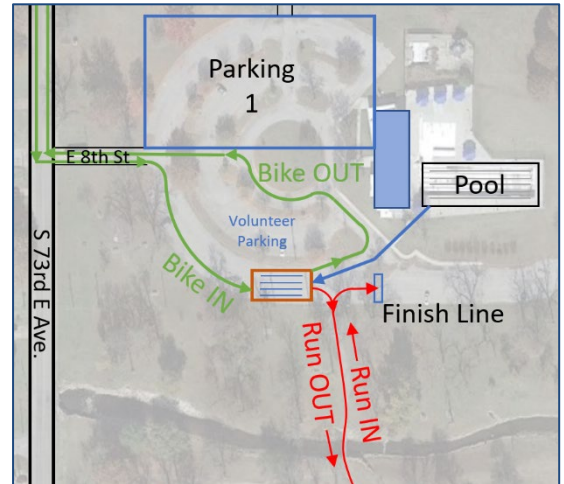 Parking
1
E 8th St
Bike OUT
Pool
Volunteer
Parking
Bike IN
S 73rd E Ave.
Finish Line
Run OUT
Run IN